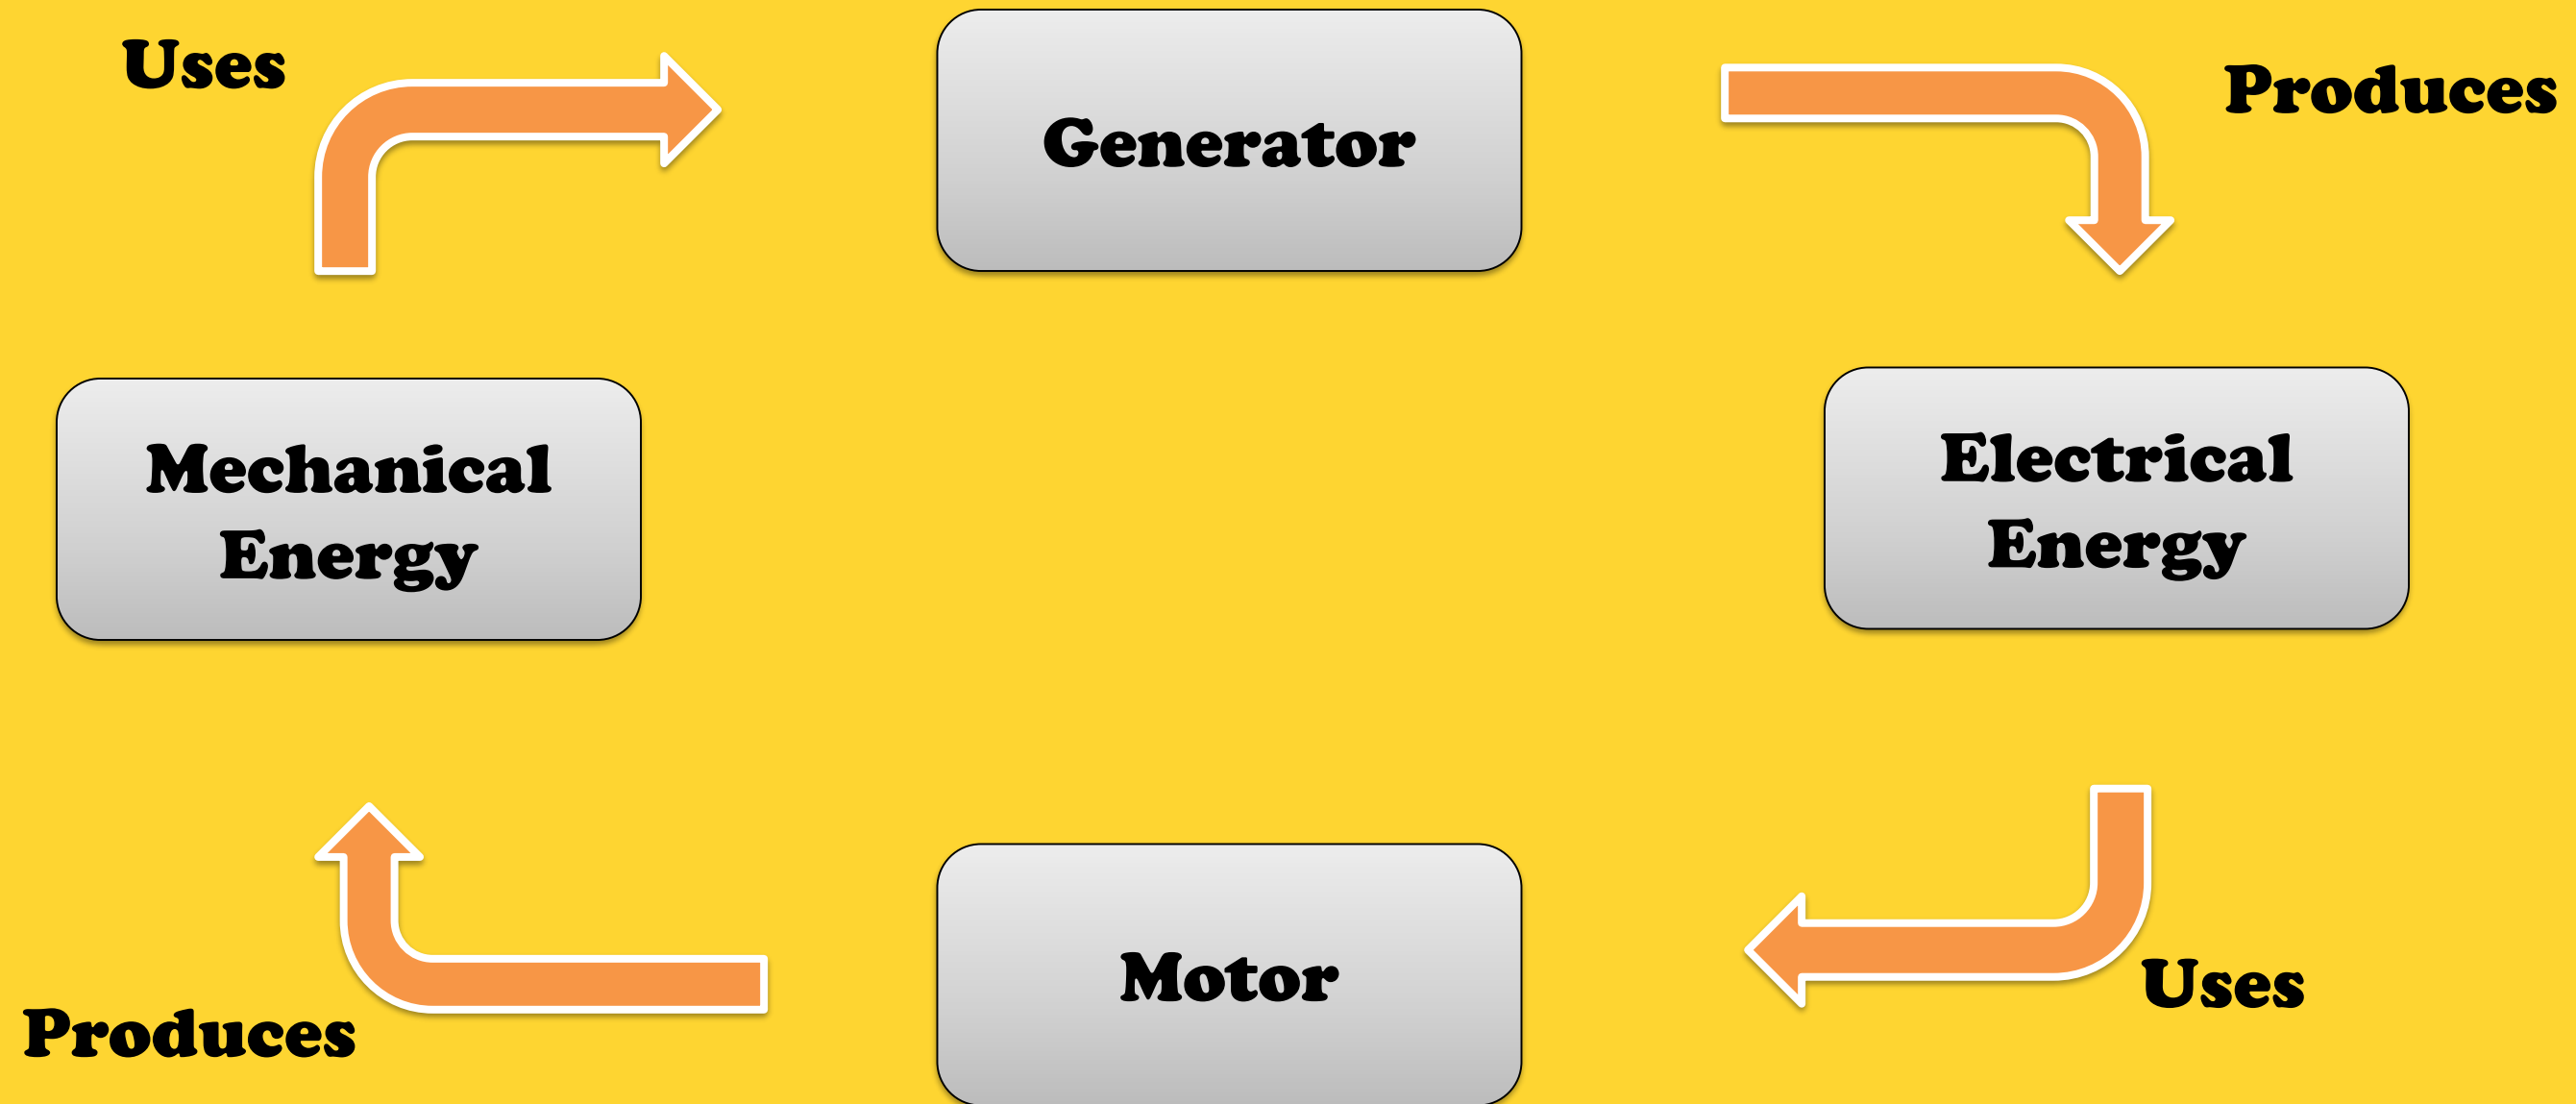 Uses
Generator
Produces
Mechanical
Energy
Electrical
Energy
Motor
Uses
Produces